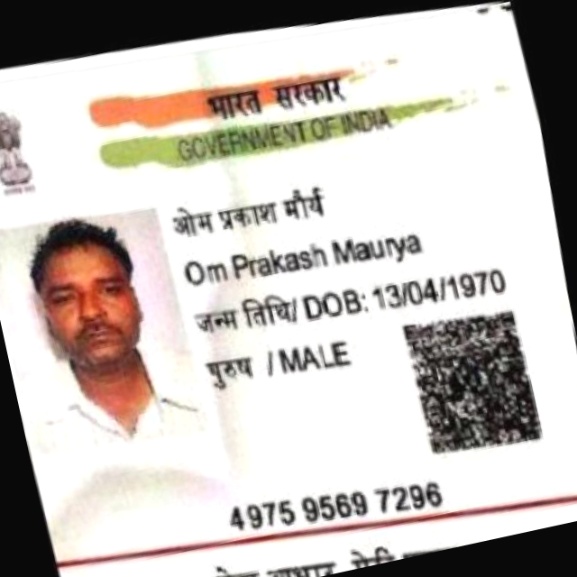 भारत सरकार
GOVERNMENT OF INDIA
ओम प्रकाश मौर्य
Om Prakash Maurya
जन्म तिथि/ DOB: 13/04/1970
पुरुष / MALE
4975 9569 7296